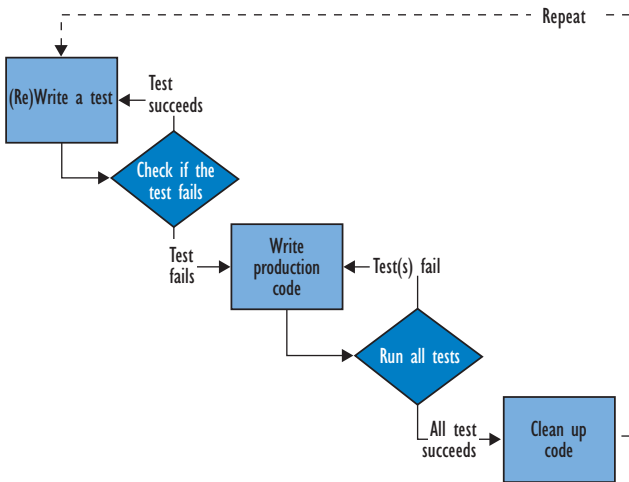 Repeat
(Re)Write a test
Test
succeeds
Check if the
test fails
Test
fails
Write
production
code
Test(s) fail
Run all tests
All test
succeeds
Clean up
code